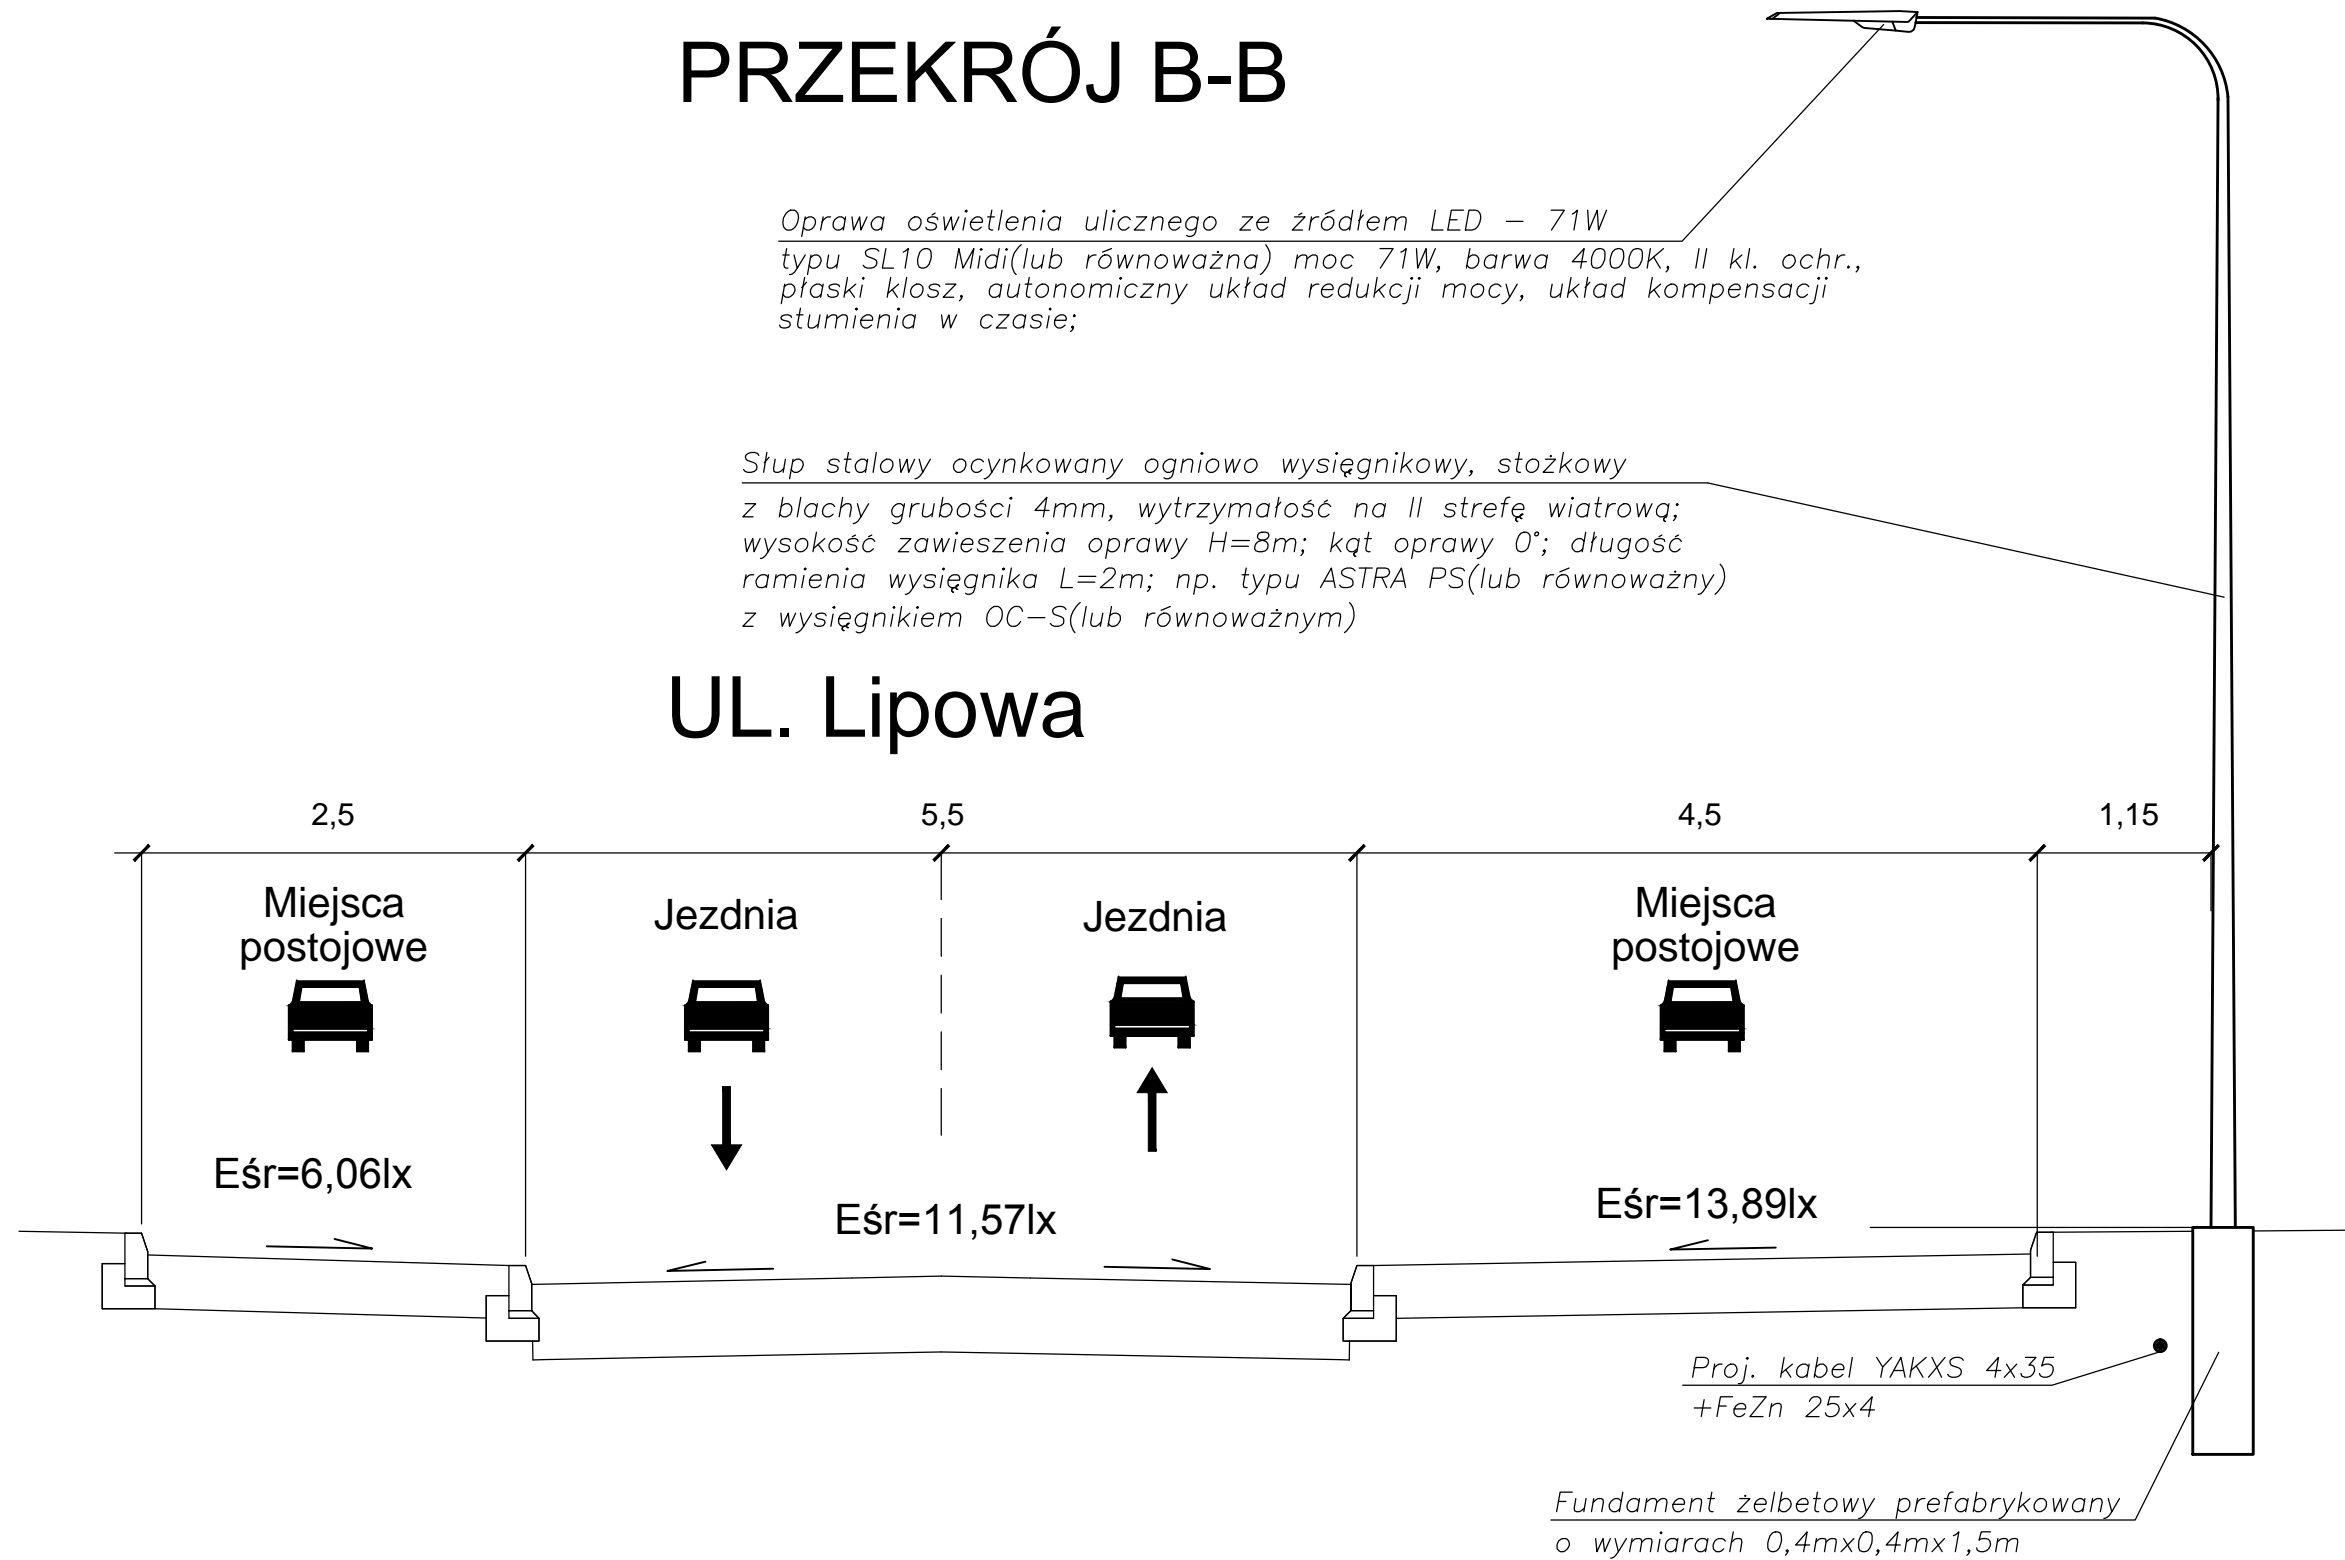 PRZEKRÓJ B-B
Oprawa oświetlenia ulicznego ze źródłem LED – 71W
typu SL10 Midi(lub równoważna) moc 71W, barwa 4000K, II kl. ochr.,
płaski klosz, autonomiczny układ redukcji mocy, układ kompensacji
stumienia w czasie;
Słup stalowy ocynkowany ogniowo wysięgnikowy, stożkowy
z blachy grubości 4mm, wytrzymałość na II strefę wiatrową;
wysokość zawieszenia oprawy H=8m; kąt oprawy 0°; długość
ramienia wysięgnika L=2m; np. typu ASTRA PS(lub równoważny)
z wysięgnikiem OC–S(lub równoważnym)
UL. Lipowa
2,5
5,5
4,5
1,15
Miejsca
postojowe
Jezdnia
Jezdnia
Miejsca
postojowe
Eśr=6,06lx
Eśr=11,57lx
Eśr=13,89lx
Proj. kabel YAKXS 4x35
+FeZn 25x4
Fundament żelbetowy prefabrykowany
o wymiarach 0,4mx0,4mx1,5m